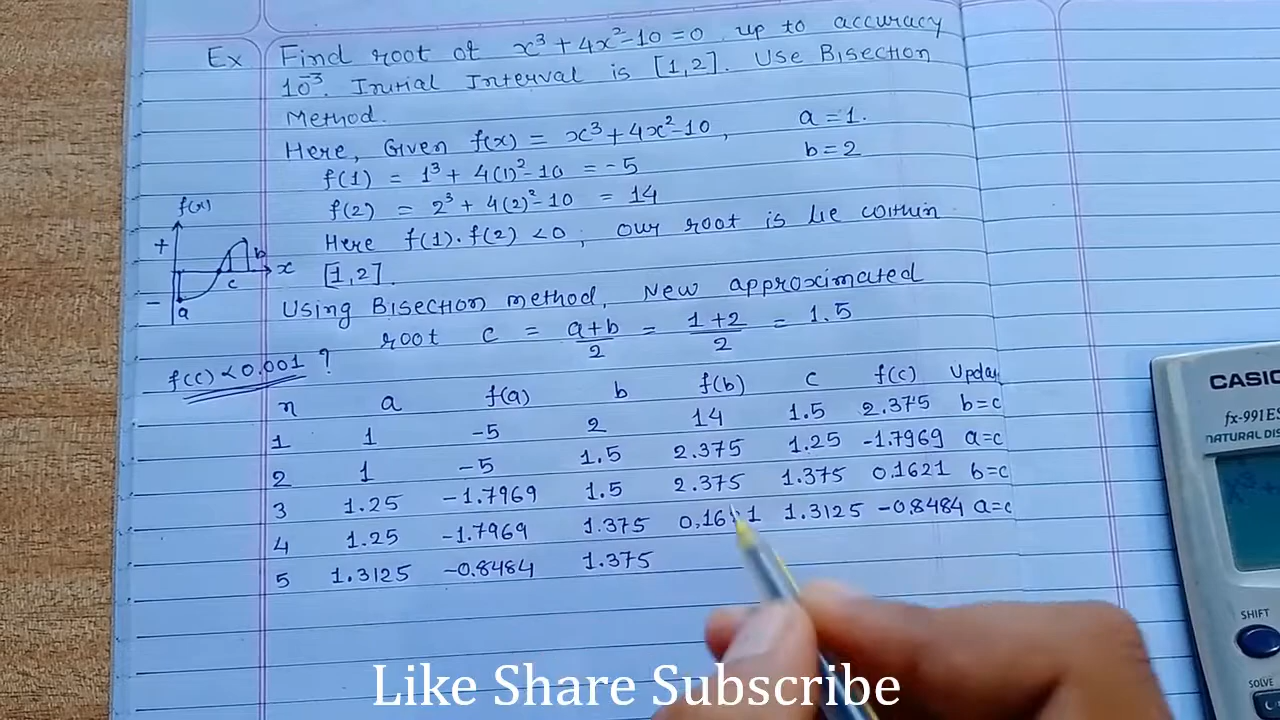 Ex Find root of x³ + 4x² - 10 = 0 up to accuracy
10⁻³. Initial Interval is [1,2]. Use Bisection
Method.
Here, Given f(x) = x³ + 4x² - 10, a = 1.
f(1) = 1³ + 4(1)² - 10 = -5 b = 2
f(2) = 2³ + 4(2)² - 10 = 14
Here f(1).f(2) < 0, our root is lie within
[1,2].
f(x)
+ b
x
c
- a
Using Bisection method, New approximated
root c = a+b/2 = 1+2/2 = 1.5
f(c) < 0.001 ?
n a f(a) b f(b) c f(c) Updat
1 1 -5 2 14 1.5 2.375 b=c
2 1 -5 1.5 2.375 1.25 -1.7969 a=c
3 1.25 -1.7969 1.5 2.375 1.375 0.1621 b=c
4 1.25 -1.7969 1.375 1.3125 -0.8484 a=c
5 1.3125 -0.8484 1.375
CASIO
fx-991ES
NATURAL DIS
SHIFT
SOLVE
Like Share Subscribe